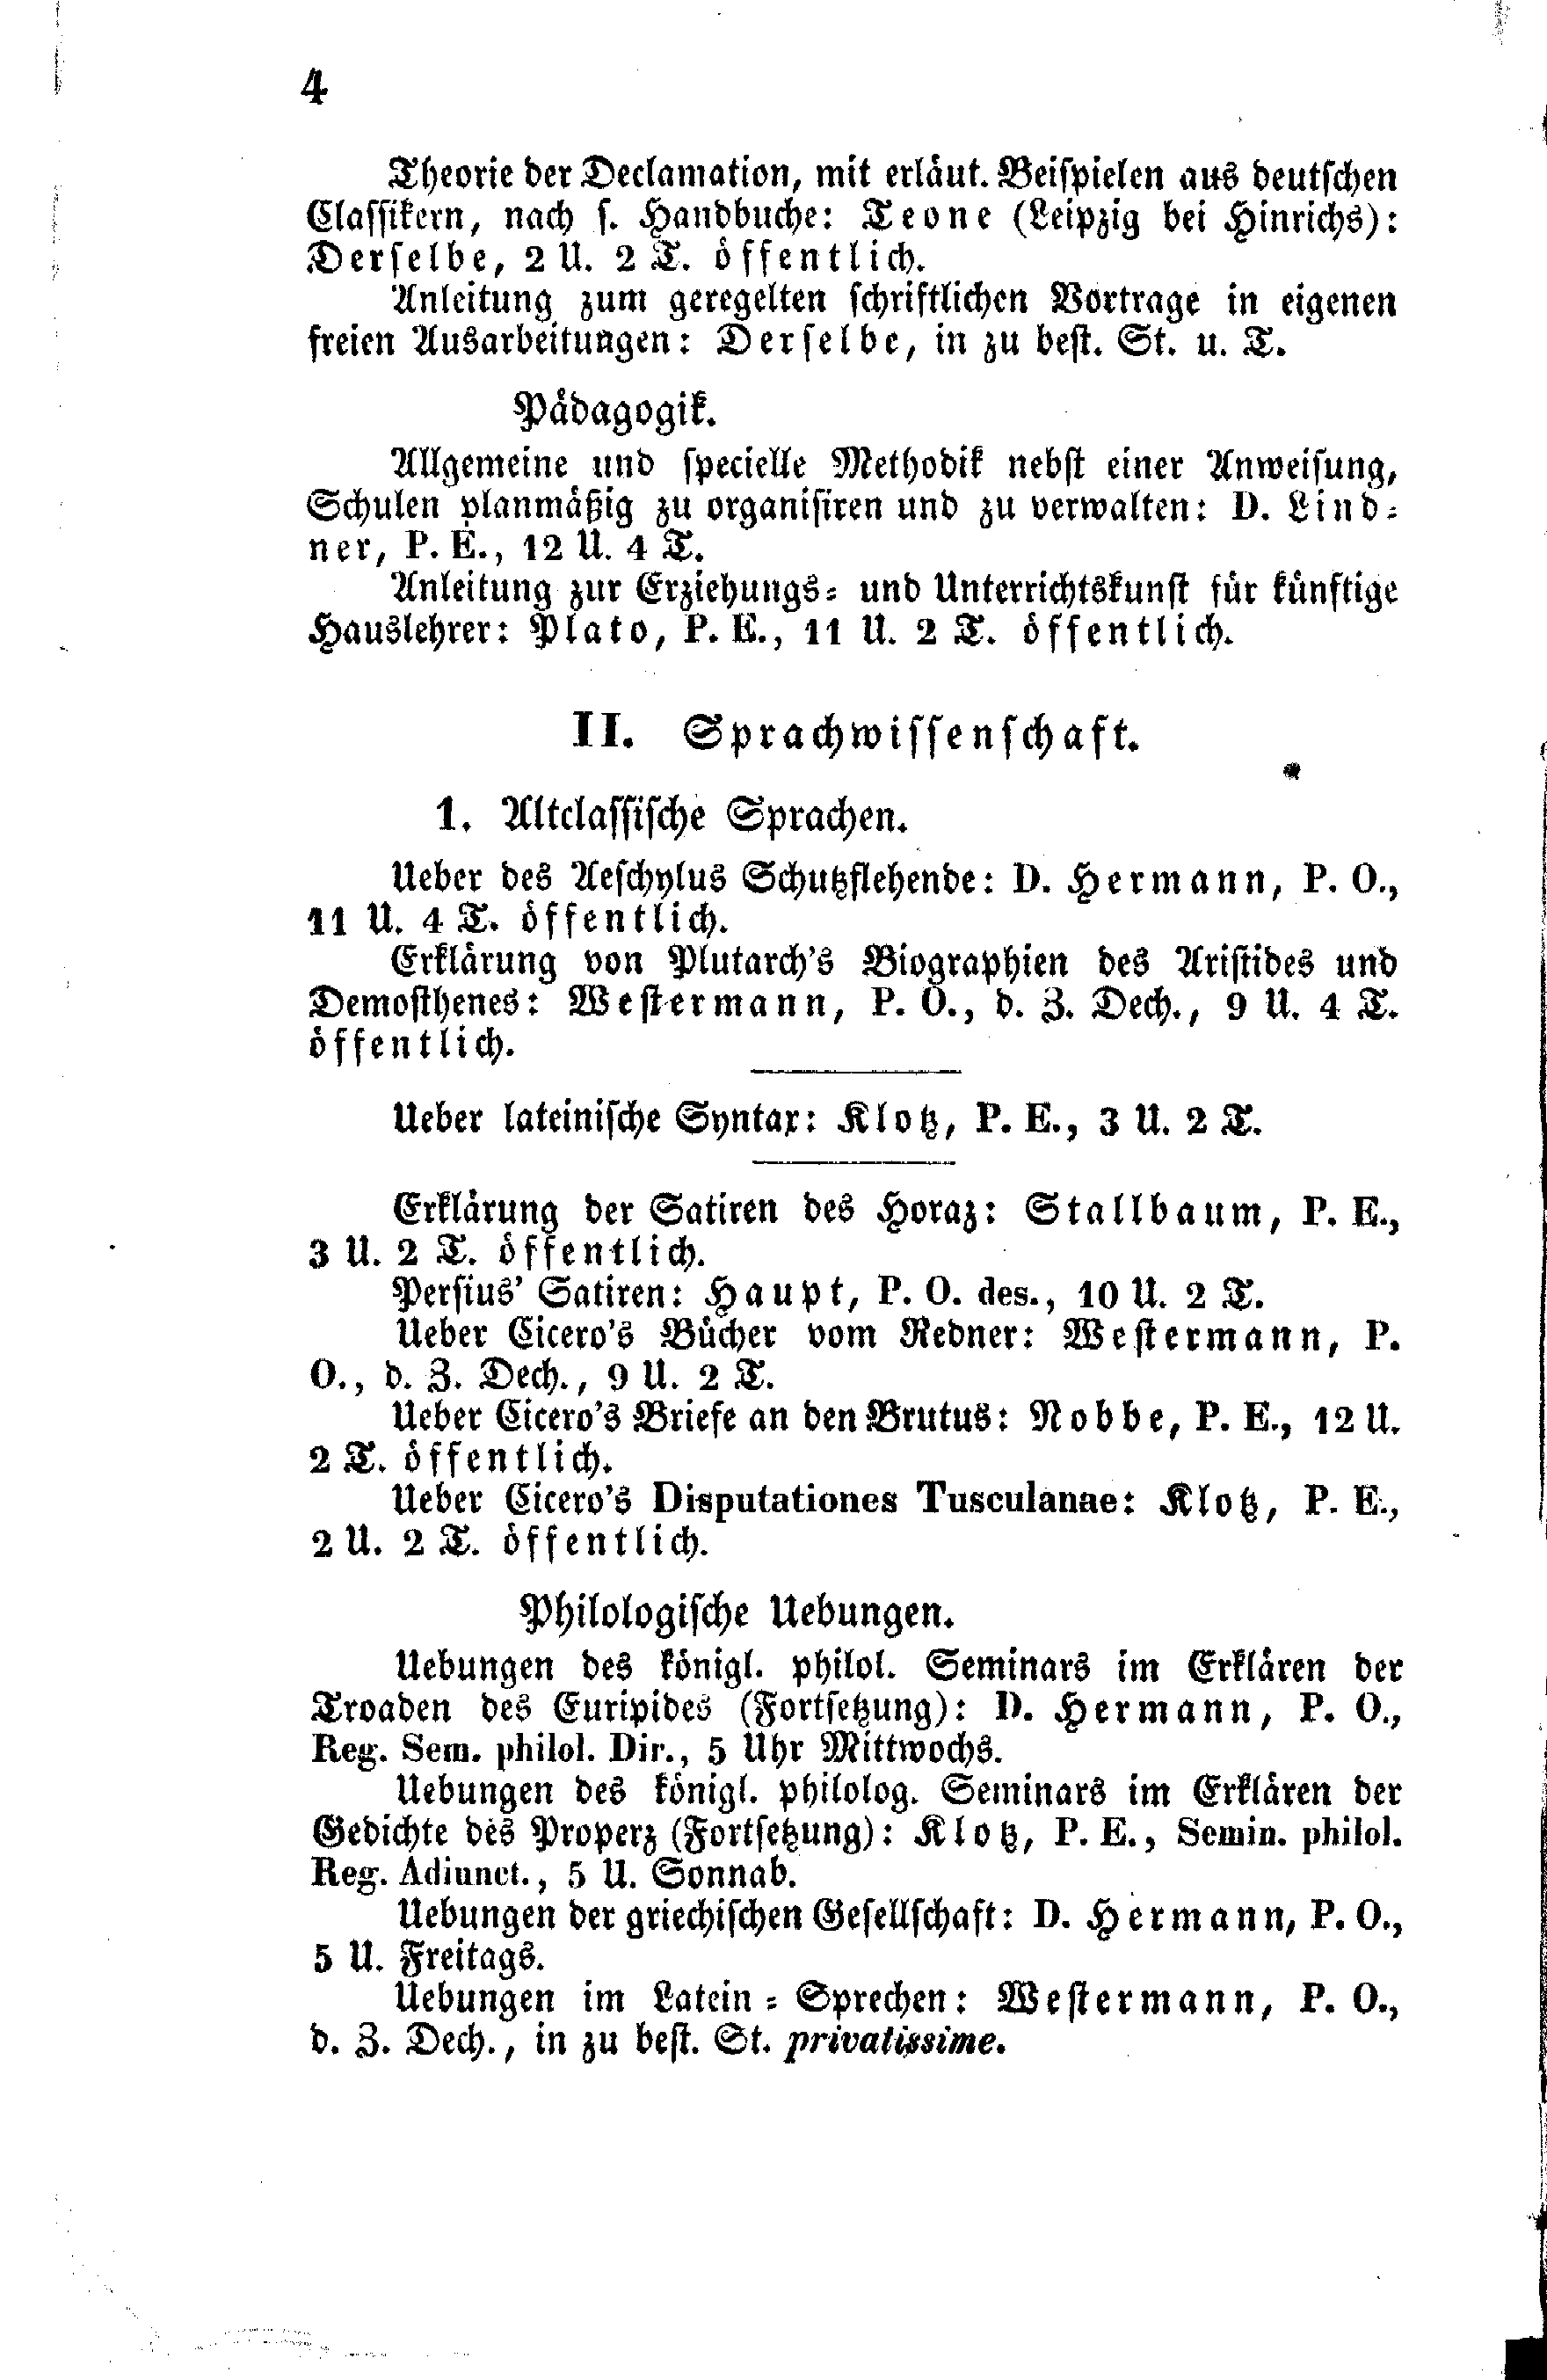 4
Theorie der Declamation, mit erläut. Beispielen aus deutschen
Classikern, nach s. Handbuche: Teone (Leipzig bei Hinrichs):
Derselbe, 2 U. 2 T. öffentlich.
Anleitung zum geregelten schriftlichen Vortrage in eigenen
freien Ausarbeitungen: Derselbe, in zu best. St. u. T.
Pädagogik.
Allgemeine und specielle Methodik nebst einer Anweisung,
Schulen planmäßig zu organisiren und zu verwalten: D. Lind-
ner, P. E., 12 U. 4 T.
Anleitung zur Erziehungs- und Unterrichtskunst für künftige
Hauslehrer: Plato, P. E., 11 U. 2 T. öffentlich.
II. Sprachwissenschaft.
1. Altclassische Sprachen.
Ueber des Aeschylus Schutzflehende: D. Hermann, P. O.,
11 U. 4 T. öffentlich.
Erklärung von Plutarch's Biographien des Aristides und
Demosthenes: Westermann, P. O., d. Z. Dech., 9 U. 4 T.
öffentlich.
Ueber lateinische Syntax: Klotz, P. E., 3 U. 2 T.
Erklärung der Satiren des Horaz: Stallbaum, P. E.,
3 U. 2 T. öffentlich.
Persius' Satiren: Haupt, P. O. des., 10 U. 2 T.
Ueber Cicero's Bücher vom Redner: Westermann, P.
O., d. Z. Dech., 9 U. 2 T.
Ueber Cicero's Briefe an den Brutus: Nobbe, P. E., 12 U.
2 T. öffentlich.
Ueber Cicero's Disputationes Tusculanae: Klotz, P. E.,
2 U. 2 T. öffentlich.
Philologische Uebungen.
Uebungen des königl. philol. Seminars im Erklären der
Troaden des Euripides (Fortsetzung): D. Hermann, P. O.,
Reg. Sem. philol. Dir., 5 Uhr Mittwochs.
Uebungen des königl. philolog. Seminars im Erklären der
Gedichte des Properz (Fortsetzung): Klotz, P. E., Semin. philol.
Reg. Adiunct., 5 U. Sonnab.
Uebungen der griechischen Gesellschaft: D. Hermann, P. O.,
5 U. Freitags.
Uebungen im Latein-Sprechen: Westermann, P. O.,
d. Z. Dech., in zu best. St. privatissime.